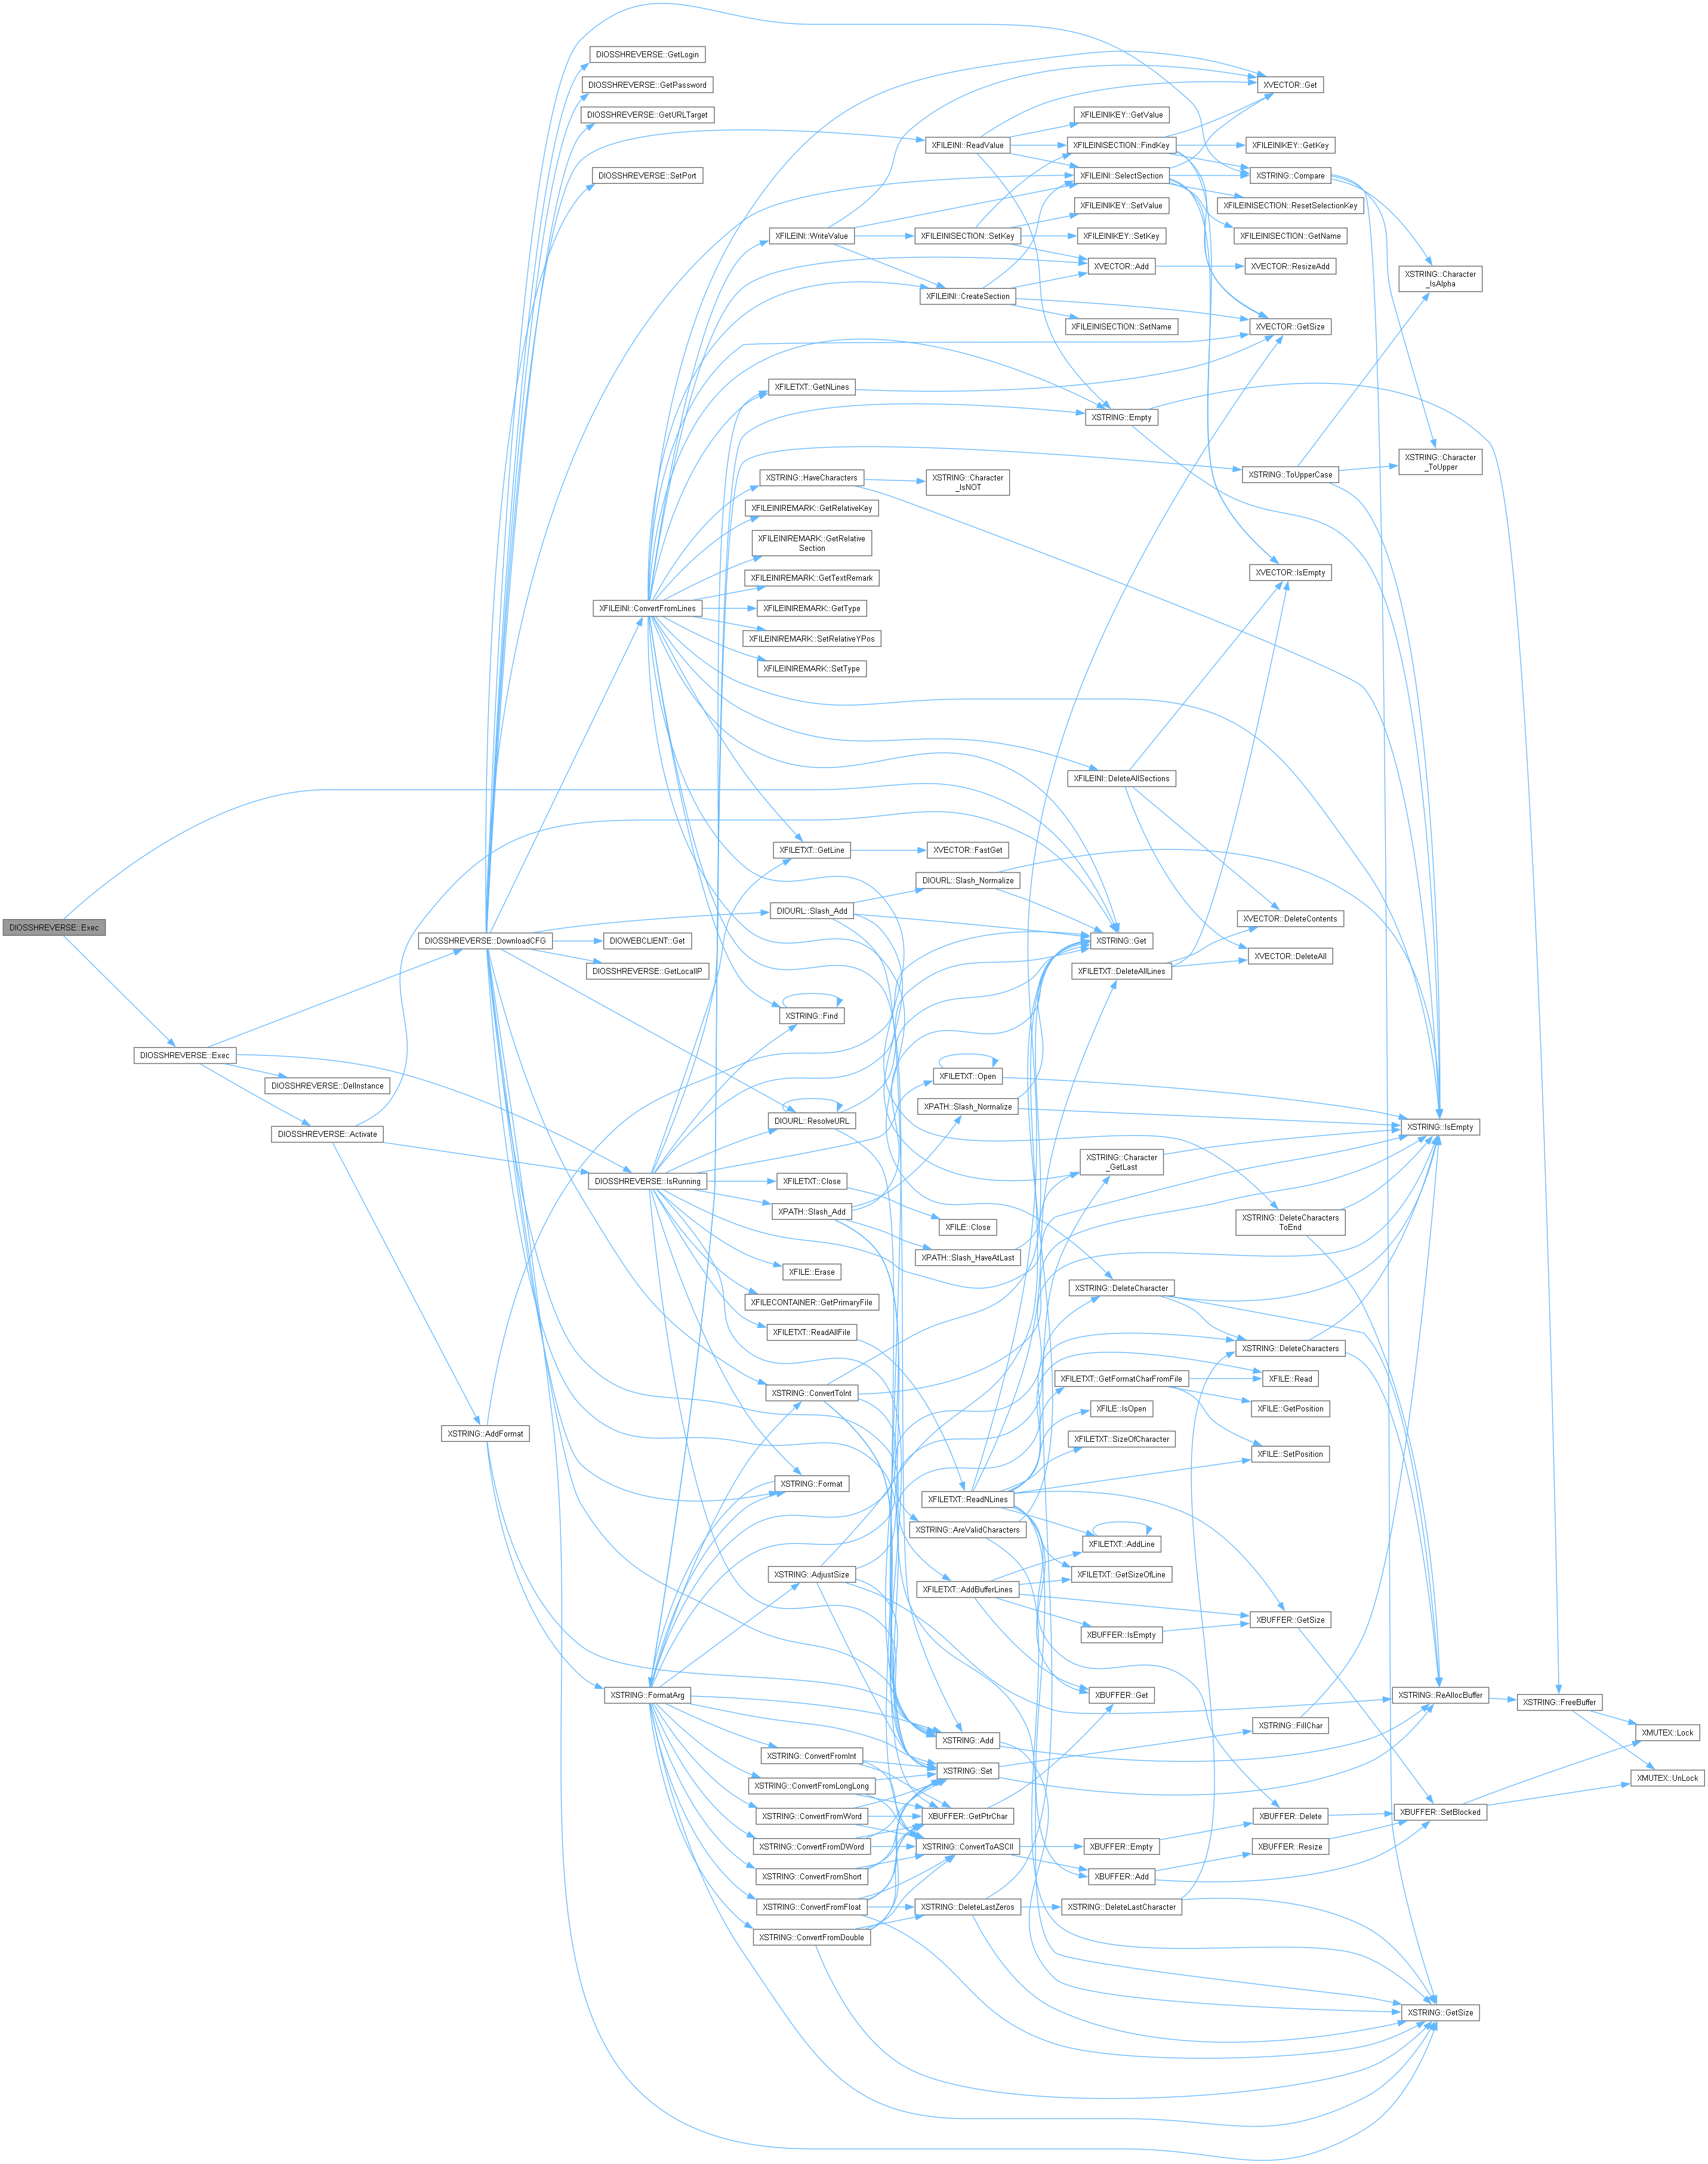 DIOSSHREVERSE::GetLogin
DIOSSHREVERSE::GetPassword
XVECTOR::Get
DIOSSHREVERSE::GetURLTarget
XFILEINIKEY::GetValue
XFILEINI::ReadValue
XFILEINISECTION::FindKey
XFILEINIKEY::GetKey
DIOSSHREVERSE::SetPort
XFILEINI::SelectSection
XSTRING::Compare
XFILEINIKEY::SetValue
XFILEINISECTION::ResetSelectionKey
XFILEINI::WriteValue
XFILEINISECTION::SetKey
XFILEINIKEY::SetKey
XFILEINISECTION::GetName
XVECTOR::Add
XVECTOR::ResizeAdd
XSTRING::Character
_IsAlpha
XFILEINI::CreateSection
XFILEINISECTION::SetName
XVECTOR::GetSize
XFILETXT::GetNLines
XSTRING::Empty
XSTRING::Character
_ToUpper
XSTRING::ToUpperCase
XSTRING::HaveCharacters
XSTRING::Character
_IsNOT
XFILEINIREMARK::GetRelativeKey
XFILEINIREMARK::GetRelative
Section
XFILEINIREMARK::GetTextRemark
XVECTOR::IsEmpty
XFILEINI::ConvertFromLines
XFILEINIREMARK::GetType
XFILEINIREMARK::SetRelativeYPos
XFILEINIREMARK::SetType
XFILEINI::DeleteAllSections
XFILETXT::GetLine
XVECTOR::FastGet
DIOURL::Slash_Normalize
DIOURL::Slash_Add
XVECTOR::DeleteContents
DIOSSHREVERSE::Exec
DIOSSHREVERSE::DownloadCFG
DIOWEBCLIENT::Get
XSTRING::Get
XVECTOR::DeleteAll
DIOSSHREVERSE::GetLocalIP
XFILETXT::DeleteAllLines
XSTRING::Find
DIOSSHREVERSE::Exec
XFILETXT::Open
DIOSSHREVERSE::DelInstance
XPATH::Slash_Normalize
DIOURL::ResolveURL
XSTRING::IsEmpty
DIOSSHREVERSE::Activate
XSTRING::Character
_GetLast
DIOSSHREVERSE::IsRunning
XFILETXT::Close
XPATH::Slash_Add
XSTRING::DeleteCharacters
ToEnd
XFILE::Close
XPATH::Slash_HaveAtLast
XFILE::Erase
XSTRING::DeleteCharacter
XFILECONTAINER::GetPrimaryFile
XFILETXT::ReadAllFile
XSTRING::DeleteCharacters
XFILETXT::GetFormatCharFromFile
XFILE::Read
XSTRING::ConvertToInt
XFILE::IsOpen
XFILE::GetPosition
XSTRING::AddFormat
XFILETXT::SizeOfCharacter
XFILE::SetPosition
XSTRING::Format
XFILETXT::ReadNLines
XSTRING::AreValidCharacters
XFILETXT::AddLine
XSTRING::AdjustSize
XFILETXT::GetSizeOfLine
XFILETXT::AddBufferLines
XBUFFER::GetSize
XBUFFER::IsEmpty
XSTRING::FormatArg
XBUFFER::Get
XSTRING::ReAllocBuffer
XSTRING::FreeBuffer
XSTRING::FillChar
XMUTEX::Lock
XSTRING::Add
XSTRING::ConvertFromInt
XSTRING::Set
XMUTEX::UnLock
XSTRING::ConvertFromLongLong
XSTRING::ConvertFromWord
XBUFFER::GetPtrChar
XBUFFER::Delete
XBUFFER::SetBlocked
XSTRING::ConvertFromDWord
XSTRING::ConvertToASCII
XBUFFER::Empty
XBUFFER::Resize
XSTRING::ConvertFromShort
XBUFFER::Add
XSTRING::ConvertFromFloat
XSTRING::DeleteLastZeros
XSTRING::DeleteLastCharacter
XSTRING::ConvertFromDouble
XSTRING::GetSize